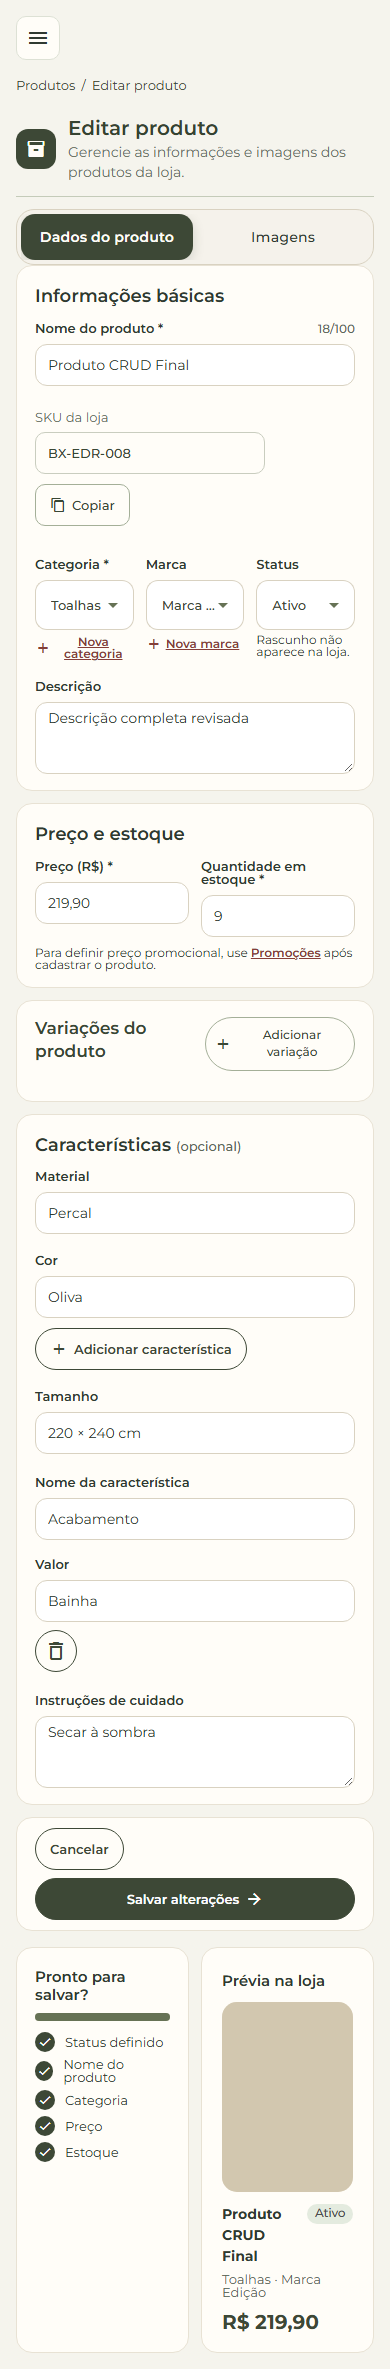 Produtos / Editar produto
Editar produto
Gerencie as informações e imagens dos
produtos da loja.
Dados do produto
Imagens
Informações básicas
Nome do produto *
18/100
Produto CRUD Final
SKU da loja
BX-EDR-008
Copiar
Categoria *
Marca
Status
Toalhas
Marca ...
Ativo
+ Nova
categoria
+ Nova marca
Rascunho não
aparece na loja.
Descrição
Descrição completa revisada
Preço e estoque
Preço (R$) *
Quantidade em
estoque *
219,90
9
Para definir preço promocional, use Promoções após
cadastrar o produto.
Variações do
produto
+ Adicionar
variação
Características (opcional)
Material
Percal
Cor
Oliva
+ Adicionar característica
Tamanho
220 × 240 cm
Nome da característica
Acabamento
Valor
Bainha
Instruções de cuidado
Secar à sombra
Cancelar
Salvar alterações →
Pronto para
salvar?
Status definido
Nome do
produto
Categoria
Preço
Estoque
Prévia na loja
Produto
CRUD
Final
Ativo
Toalhas · Marca
Edição
R$ 219,90